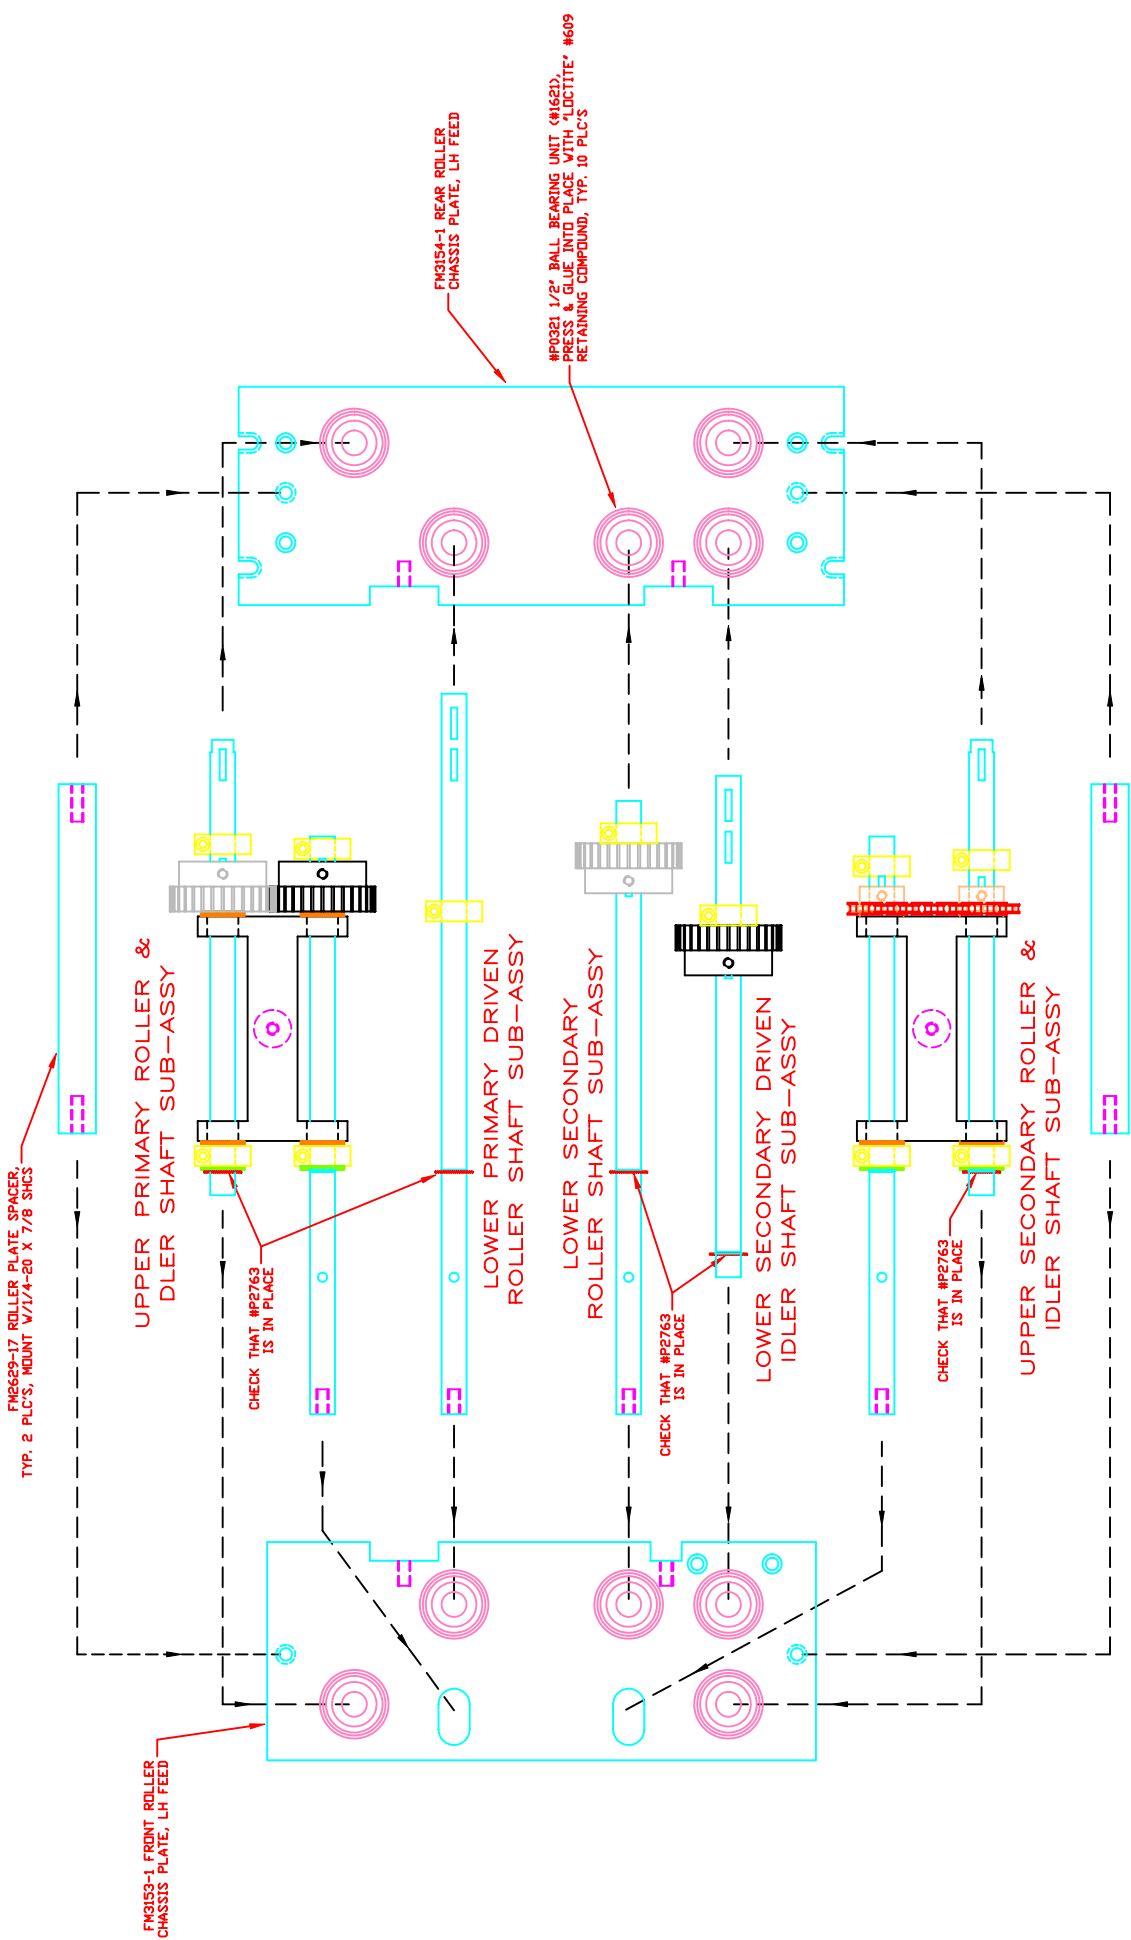 FM2629-17 ROLLER PLATE SPACER,
TYP. 2 PLC'S, MOUNT W/1/4-20 X 7/8 SHCS
FM3153-1 FRONT ROLLER
CHASSIS PLATE, LH FEED
UPPER PRIMARY ROLLER &
DLER SHAFT SUB-ASSY
CHECK THAT #P2763
IS IN PLACE
FM3154-1 REAR ROLLER
CHASSIS PLATE, LH FEED
LOWER PRIMARY DRIVEN
ROLLER SHAFT SUB-ASSY
#P0321 1/2" BALL BEARING UNIT (#1621),
PRESS & GLUE INTO PLACE WITH "LOCTITE" #609
RETAINING COMPOUND, TYP. 10 PLC'S
LOWER SECONDARY
ROLLER SHAFT SUB-ASSY
CHECK THAT #P2763
IS IN PLACE
LOWER SECONDARY DRIVEN
IDLER SHAFT SUB-ASSY
CHECK THAT #P2763
IS IN PLACE
UPPER SECONDARY ROLLER &
IDLER SHAFT SUB-ASSY